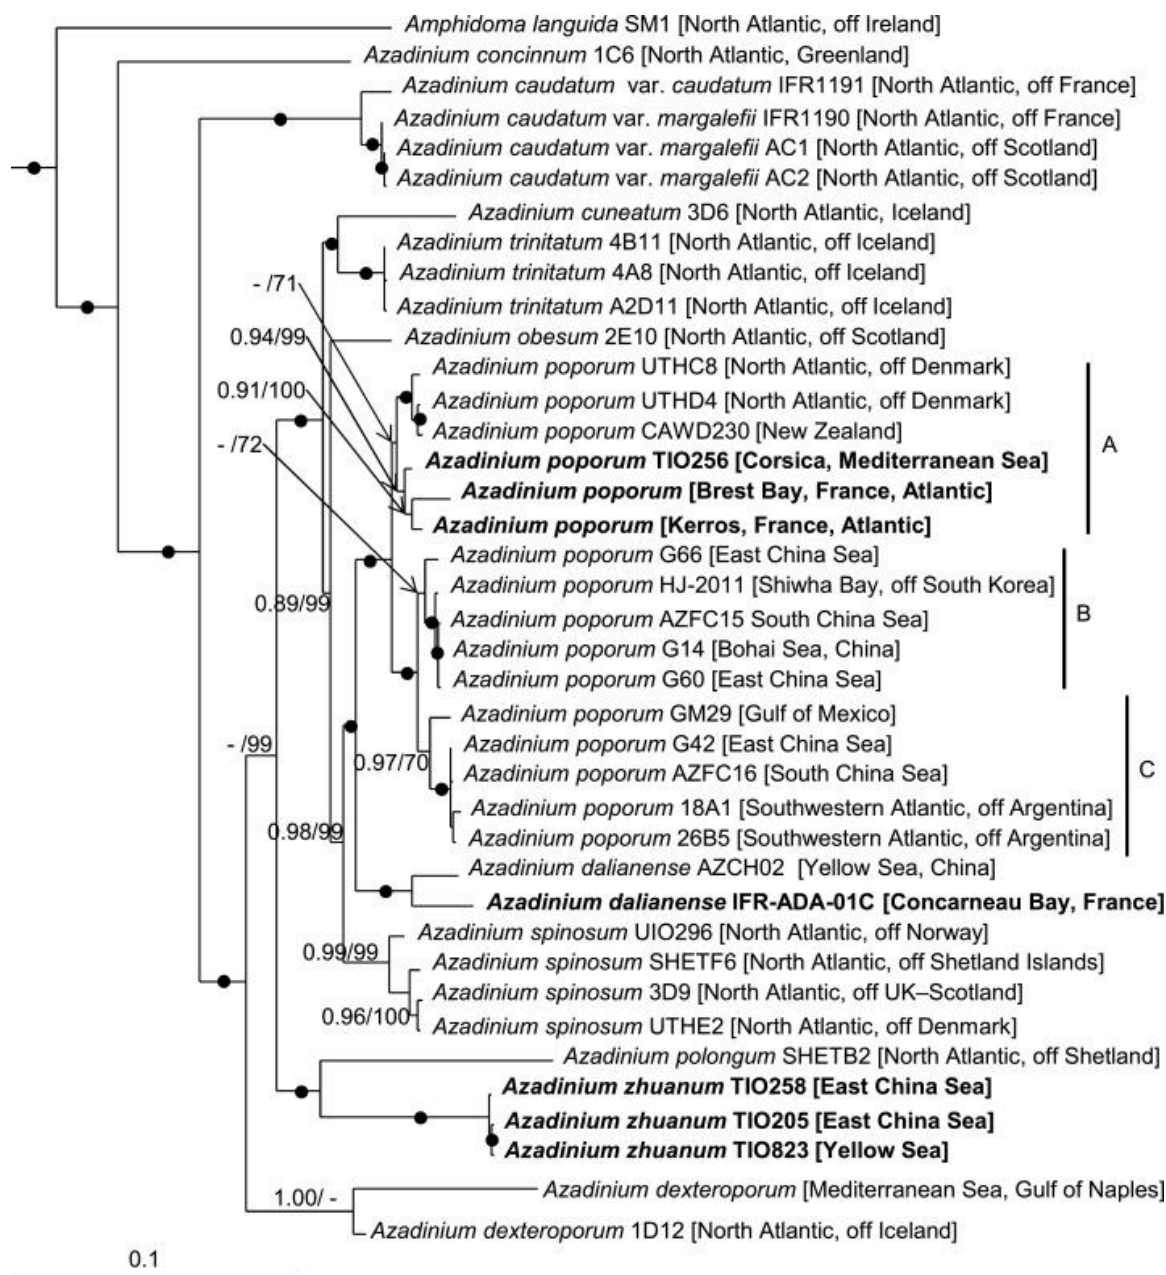 Amphidoma languida SM1 [North Atlantic, off Ireland]
Azadinium concinnum 1C6 [North Atlantic, Greenland]
Azadinium caudatum var. caudatum IFR1191 [North Atlantic, off France]
Azadinium caudatum var. margalefii IFR1190 [North Atlantic, off France]
Azadinium caudatum var. margalefii AC1 [North Atlantic, off Scotland]
Azadinium caudatum var. margalefii AC2 [North Atlantic, off Scotland]
Azadinium cuneatum 3D6 [North Atlantic, Iceland]
Azadinium trinitatum 4B11 [North Atlantic, off Iceland]
Azadinium trinitatum 4A8 [North Atlantic, off Iceland]
- /71
Azadinium trinitatum A2D11 [North Atlantic, off Iceland]
0.94/99
Azadinium obesum 2E10 [North Atlantic, off Scotland]
Azadinium poporum UTHC8 [North Atlantic, off Denmark]
0.91/100
Azadinium poporum UTHD4 [North Atlantic, off Denmark]
Azadinium poporum CAWD230 [New Zealand]
- /72
A
Azadinium poporum TIO256 [Corsica, Mediterranean Sea]
Azadinium poporum [Brest Bay, France, Atlantic]
Azadinium poporum [Kerros, France, Atlantic]
Azadinium poporum G66 [East China Sea]
Azadinium poporum HJ-2011 [Shiwha Bay, off South Korea]
0.89/99
B
Azadinium poporum AZFC15 South China Sea]
Azadinium poporum G14 [Bohai Sea, China]
Azadinium poporum G60 [East China Sea]
Azadinium poporum GM29 [Gulf of Mexico]
- /99
Azadinium poporum G42 [East China Sea]
0.97/70
C
Azadinium poporum AZFC16 [South China Sea]
Azadinium poporum 18A1 [Southwestern Atlantic, off Argentina]
0.98/99
Azadinium poporum 26B5 [Southwestern Atlantic, off Argentina]
Azadinium dalianense AZCH02 [Yellow Sea, China]
Azadinium dalianense IFR-ADA-01C [Concarneau Bay, France]
Azadinium spinosum UIO296 [North Atlantic, off Norway]
0.99/99
Azadinium spinosum SHETF6 [North Atlantic, off Shetland Islands]
Azadinium spinosum 3D9 [North Atlantic, off UK–Scotland]
0.96/100
Azadinium spinosum UTHE2 [North Atlantic, off Denmark]
Azadinium polongum SHETB2 [North Atlantic, off Shetland]
Azadinium zhuanum TIO258 [East China Sea]
Azadinium zhuanum TIO205 [East China Sea]
Azadinium zhuanum TIO823 [Yellow Sea]
1.00/ -
Azadinium dexteroporum [Mediterranean Sea, Gulf of Naples]
Azadinium dexteroporum 1D12 [North Atlantic, off Iceland]
0.1